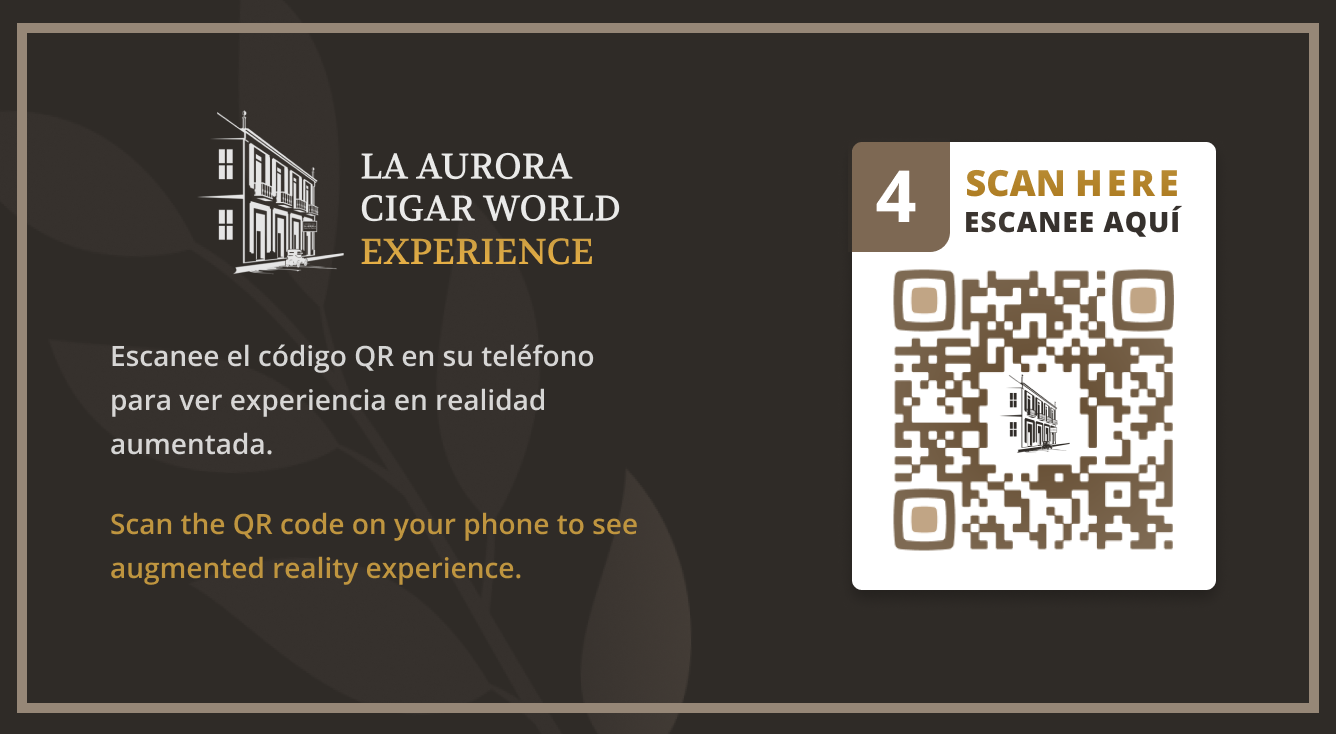 LA AURORA
CIGAR WORLD
EXPERIENCE
Escanee el código QR en su teléfono
para ver experiencia en realidad
aumentada.
Scan the QR code on your phone to see
augmented reality experience.
4
SCAN HERE
ESCANEE AQUÍ